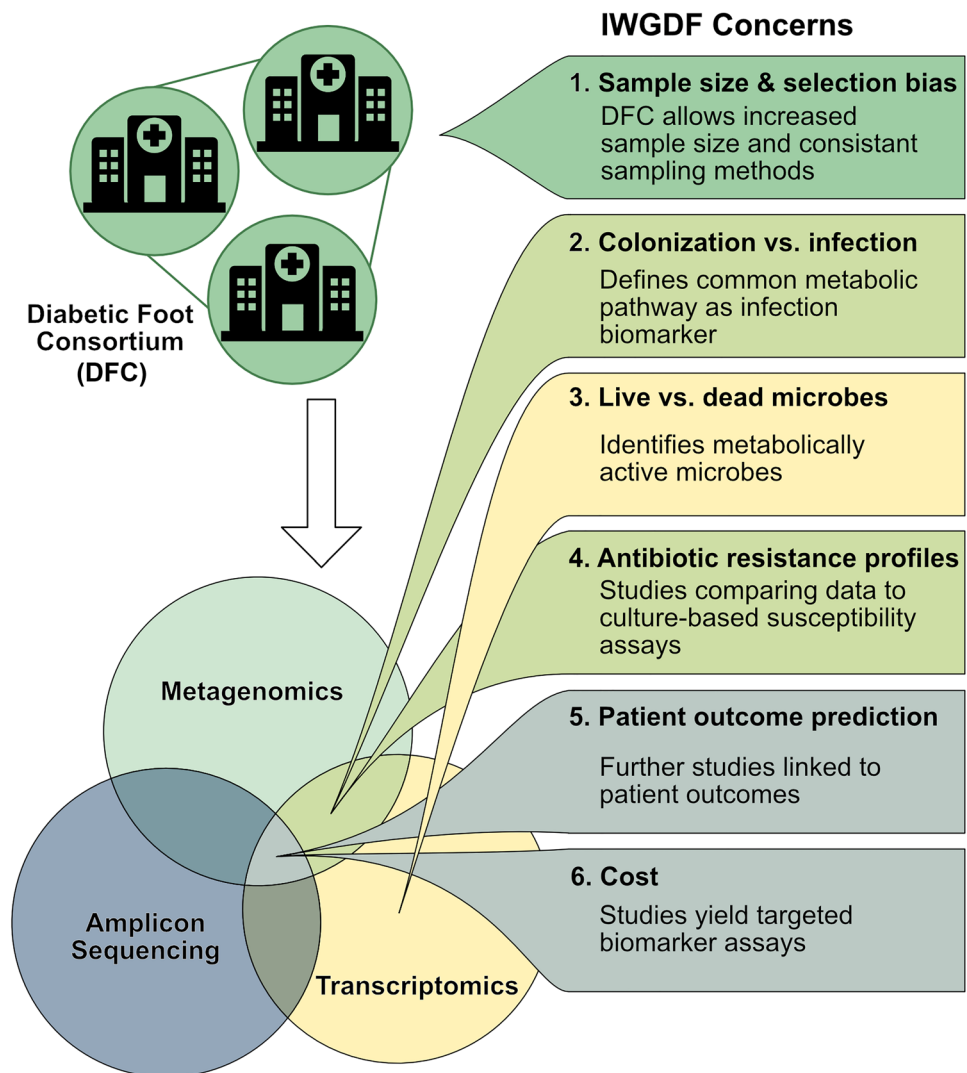 IWGDF Concerns
1. Sample size & selection bias
DFC allows increased
sample size and consistant
sampling methods
2. Colonization vs. infection
Defines common metabolic
pathway as infection
biomarker
Diabetic Foot
Consortium
(DFC)
3. Live vs. dead microbes
Identifies metabolically
active microbes
4. Antibiotic resistance profiles
Studies comparing data to
culture-based susceptibility
assays
Metagenomics
5. Patient outcome prediction
Further studies linked to
patient outcomes
6. Cost
Studies yield targeted
biomarker assays
Amplicon
Sequencing
Transcriptomics